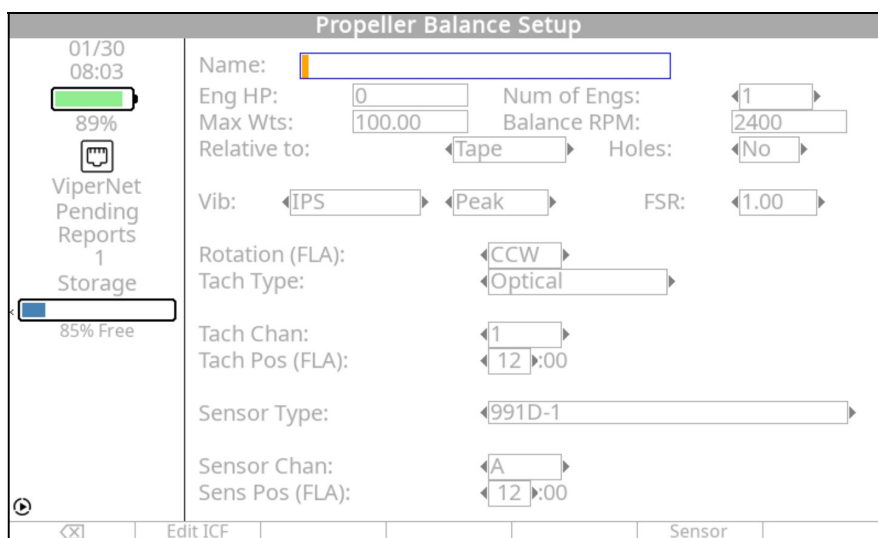 Propeller Balance Setup
01/30
08:03
89%
ViperNet
Pending
Reports
1
Storage
85% Free
Name:
Eng HP: 0 Num of Engs: 1
Max Wts: 100.00 Balance RPM: 2400
Relative to: Tape Holes: No
Vib: IPS Peak FSR: 1.00
Rotation (FLA): CCW
Tach Type: Optical
Tach Chan: 1
Tach Pos (FLA): 12 :00
Sensor Type: 991D-1
Sensor Chan: A
Sens Pos (FLA): 12 :00
Edit ICF Sensor